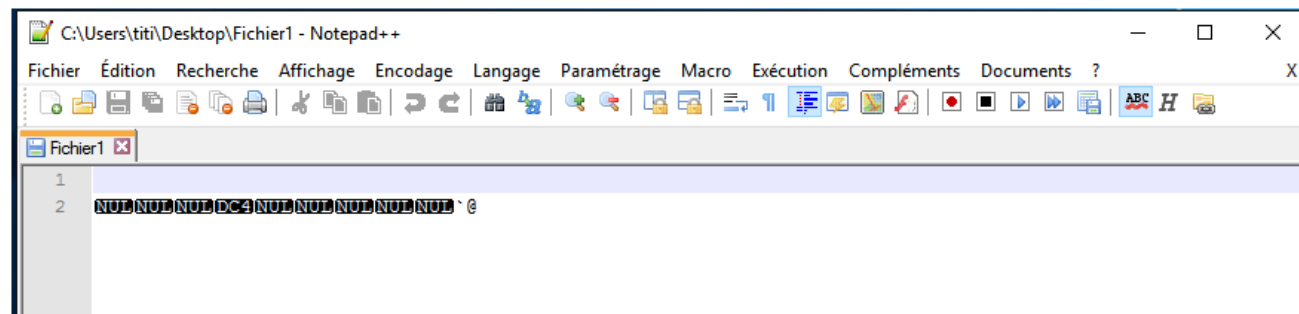 C:\Users\titi\Desktop\Fichier1 - Notepad++
Fichier Édition Recherche Affichage Encodage Langage Paramétrage Macro Exécution Compléments Documents ? X
ABC H
Fichier1
1
2 NULNULNULDC4NULNULNULNULNUL`@